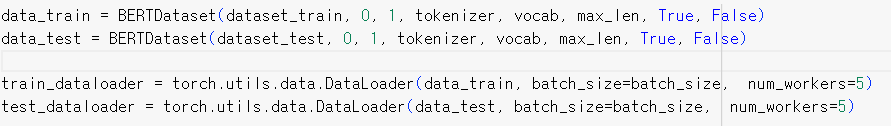 data_train = BERTDataset(dataset_train, 0, 1, tokenizer, vocab, max_len, True, False)
data_test = BERTDataset(dataset_test, 0, 1, tokenizer, vocab, max_len, True, False)
train_dataloader = torch.utils.data.DataLoader(data_train, batch_size=batch_size,  num_workers=5)
test_dataloader = torch.utils.data.DataLoader(data_test, batch_size=batch_size,  num_workers=5)